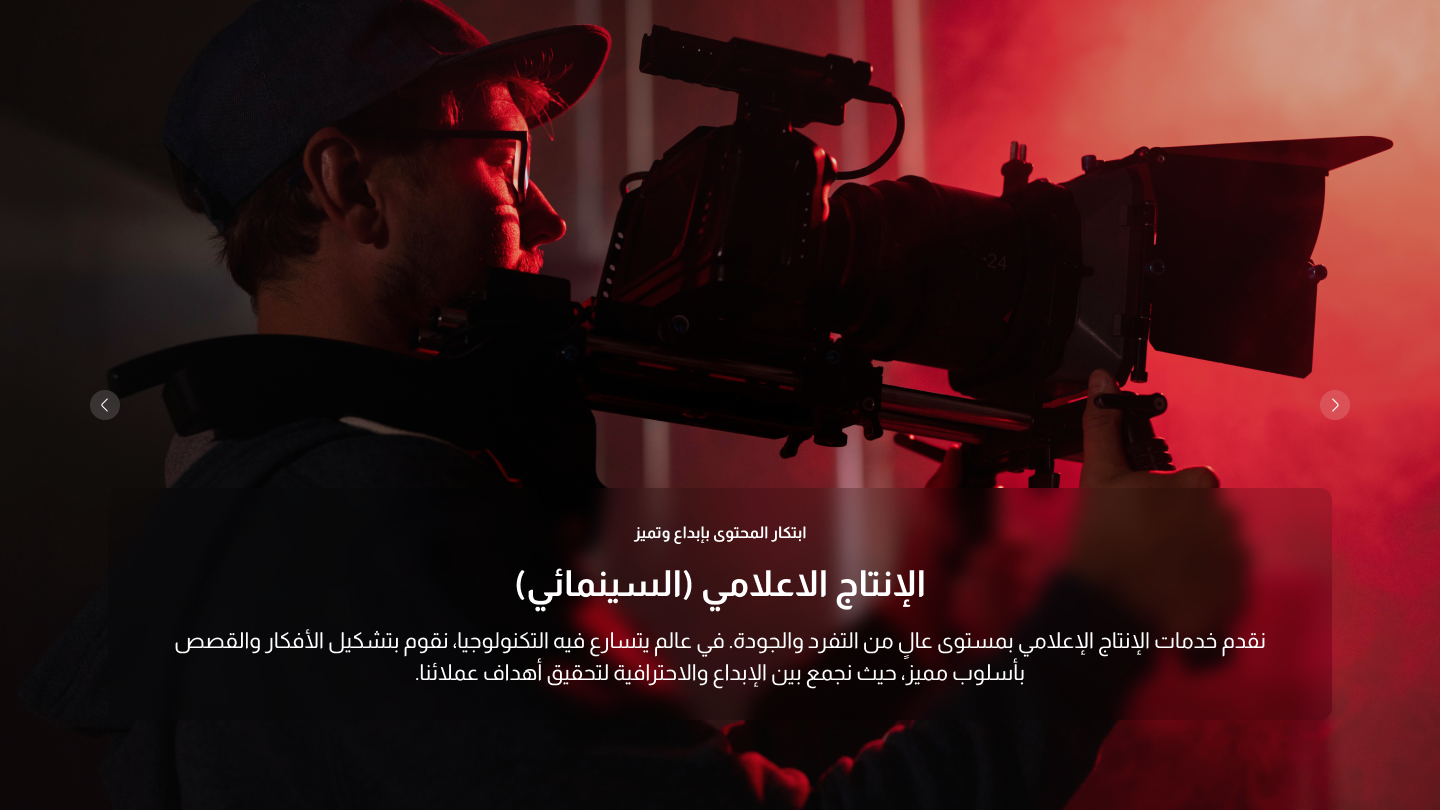 -24
ابتكار المحتوى بإبداع وتميز
الإنتاج الاعلامي (السينمائي)
نقدم خدمات الإنتاج الإعلامي بمستوى عالٍ من التفرد والجودة. في عالم يتسارع فيه التكنولوجيا، نقوم بتشكيل الأفكار والقصص
بأسلوب مميز، حيث نجمع بين الإبداع والاحترافية لتحقيق أهداف عملائنا.